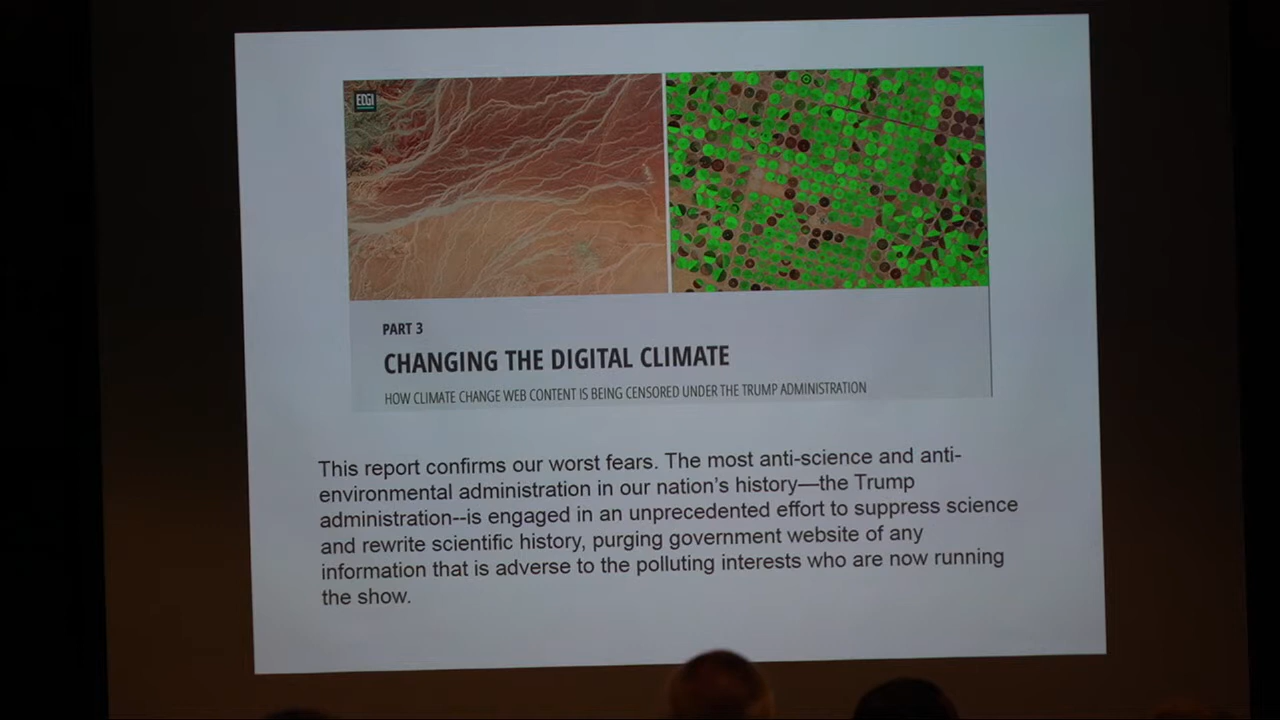 EDGI
PART 3
CHANGING THE DIGITAL CLIMATE
HOW CLIMATE CHANGE WEB CONTENT IS BEING CENSORED UNDER THE TRUMP ADMINISTRATION
This report confirms our worst fears. The most anti-science and anti-
environmental administration in our nation's history—the Trump
administration--is engaged in an unprecedented effort to suppress science
and rewrite scientific history, purging government website of any
information that is adverse to the polluting interests who are now running
the show.